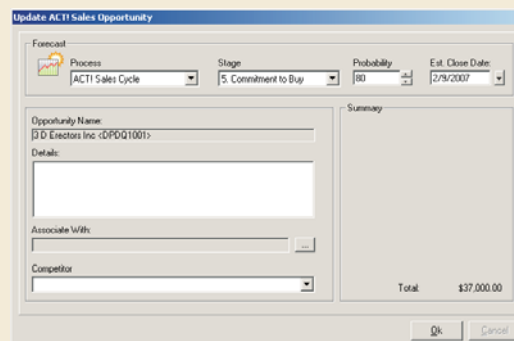 Update ACT! Sales Opportunity
Forecast
Process
Stage
Probability
Est. Close Date:
ACT! Sales Cycle
5. Commitment to Buy
80
2/9/2007
Opportunity Name:
3 D Erectors Inc <DPDQ1001>
Details:
Associate With:
...
Competitor
Summary
Total: $37,000.00
Ok
Cancel